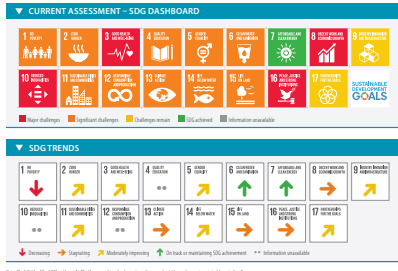 ▼ CURRENT ASSESSMENT – SDG DASHBOARD
1 NO POVERTY
2 ZERO HUNGER
3 GOOD HEALTH AND WELL-BEING
4 QUALITY EDUCATION
5 GENDER EQUALITY
6 CLEAN WATER AND SANITATION
7 AFFORDABLE AND CLEAN ENERGY
8 DECENT WORK AND ECONOMIC GROWTH
9 INDUSTRY, INNOVATION AND INFRASTRUCTURE
10 REDUCED INEQUALITIES
11 SUSTAINABLE CITIES AND COMMUNITIES
12 RESPONSIBLE CONSUMPTION AND PRODUCTION
13 CLIMATE ACTION
14 LIFE BELOW WATER
15 LIFE ON LAND
16 PEACE, JUSTICE AND STRONG INSTITUTIONS
17 PARTNERSHIPS FOR THE GOALS
SUSTAINABLE
DEVELOPMENT
GOALS
Major challenges Significant challenges Challenges remain SDG achieved Information unavailable
▼ SDG TRENDS
1 NO POVERTY
2 ZERO HUNGER
3 GOOD HEALTH AND WELL-BEING
4 QUALITY EDUCATION
5 GENDER EQUALITY
6 CLEAN WATER AND SANITATION
7 AFFORDABLE AND CLEAN ENERGY
8 DECENT WORK AND ECONOMIC GROWTH
9 INDUSTRY, INNOVATION AND INFRASTRUCTURE
10 REDUCED INEQUALITIES
11 SUSTAINABLE CITIES AND COMMUNITIES
12 RESPONSIBLE CONSUMPTION AND PRODUCTION
13 CLIMATE ACTION
14 LIFE BELOW WATER
15 LIFE ON LAND
16 PEACE, JUSTICE AND STRONG INSTITUTIONS
17 PARTNERSHIPS FOR THE GOALS
Decreasing Stagnating Moderately improving On track or maintaining SDG achievement Information unavailable